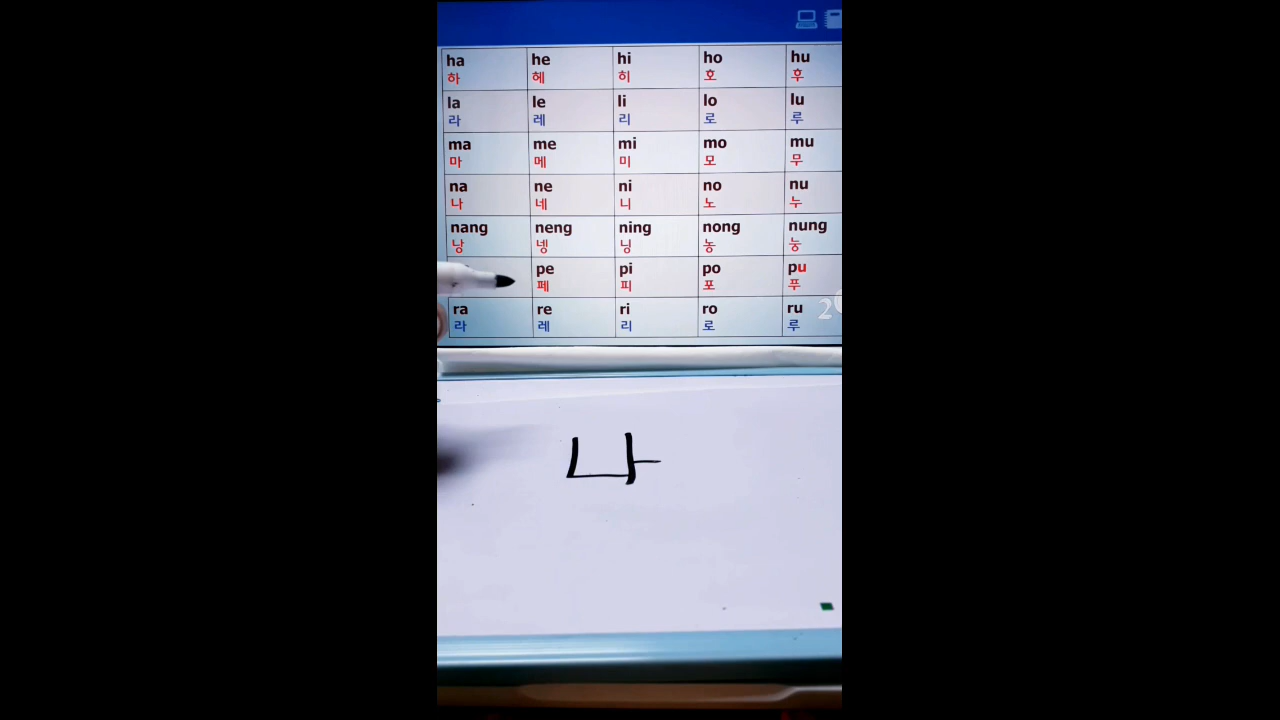 ha he hi ho hu
하 헤 히 호 후
la le li lo lu
라 레 리 로 루
ma me mi mo mu
마 메 미 모 무
na ne ni no nu
나 네 니 노 누
nang neng ning nong nung
낭 넹 닝 농 눙
pe pi po pu
페 피 포 푸
ra re ri ro ru
라 레 리 로 루
나